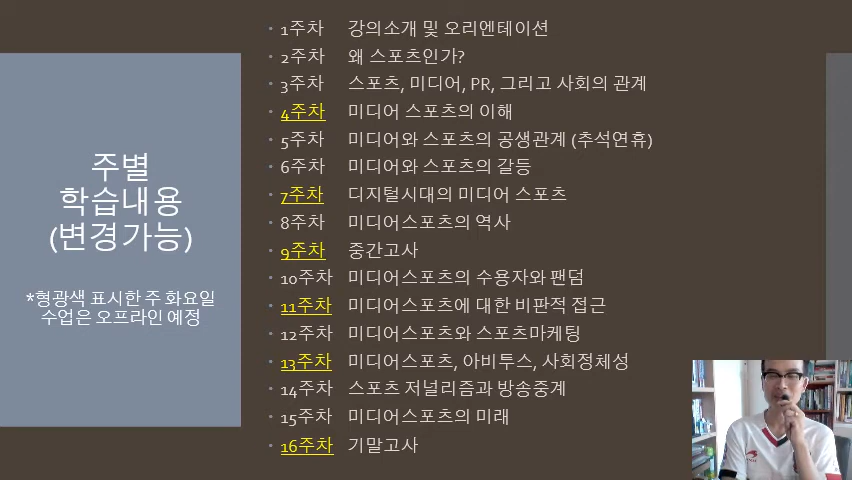 주별
학습내용
(변경가능)
*형광색 표시한 주 화요일
수업은 오프라인 예정
1주차 강의소개 및 오리엔테이션
2주차 왜 스포츠인가?
3주차 스포츠, 미디어, PR, 그리고 사회의 관계
4주차 미디어 스포츠의 이해
5주차 미디어와 스포츠의 공생관계 (추석연휴)
6주차 미디어와 스포츠의 갈등
7주차 디지털시대의 미디어 스포츠
8주차 미디어스포츠의 역사
9주차 중간고사
10주차 미디어스포츠의 수용자와 팬덤
11주차 미디어스포츠에 대한 비판적 접근
12주차 미디어스포츠와 스포츠마케팅
13주차 미디어스포츠, 아비투스, 사회정체성
14주차 스포츠 저널리즘과 방송중계
15주차 미디어스포츠의 미래
16주차 기말고사